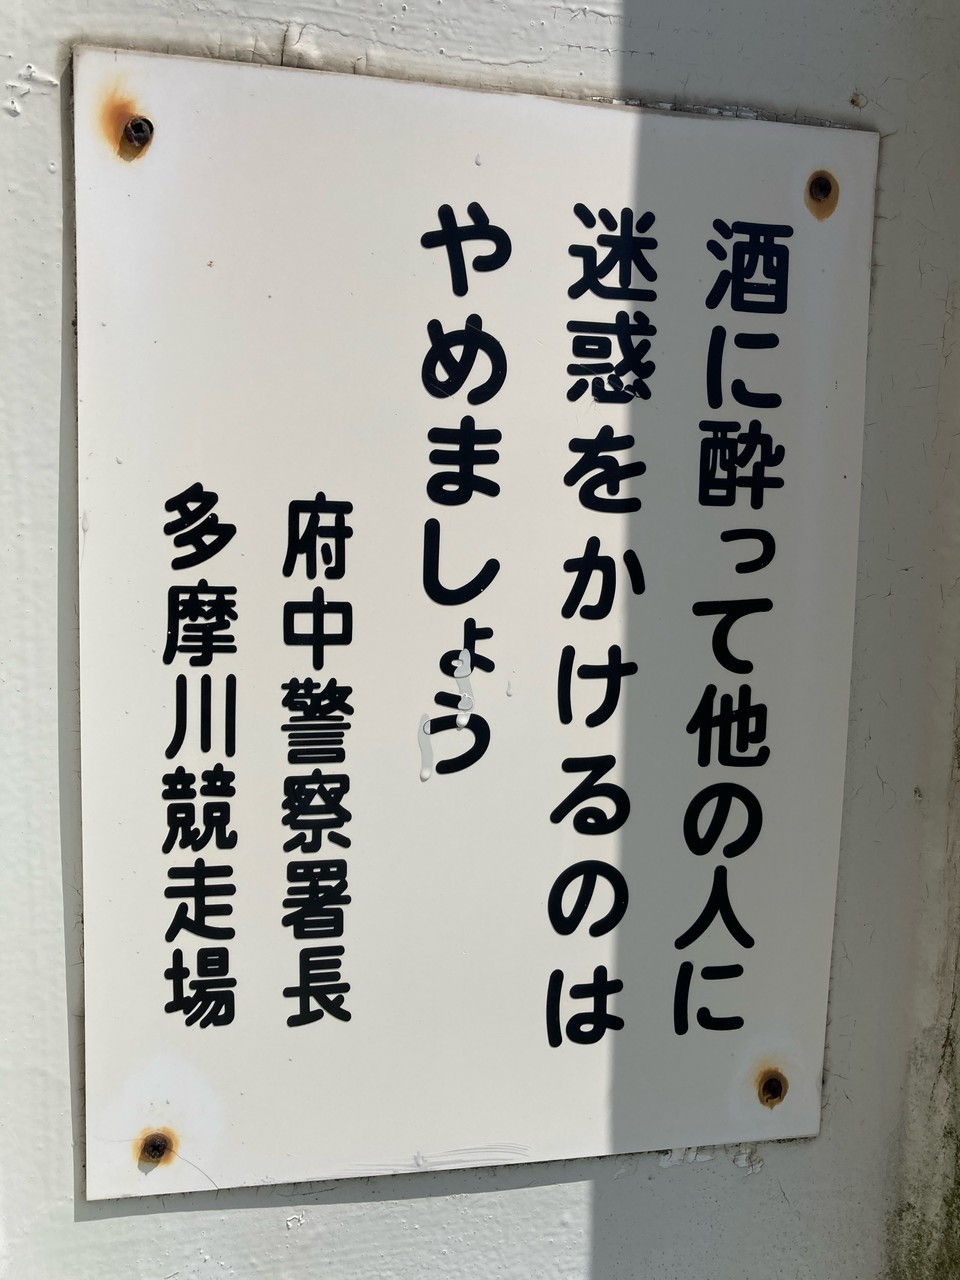 酒に酔って他の人に
迷惑をかけるのは
やめましょう
府中警察署長
多摩川競走場